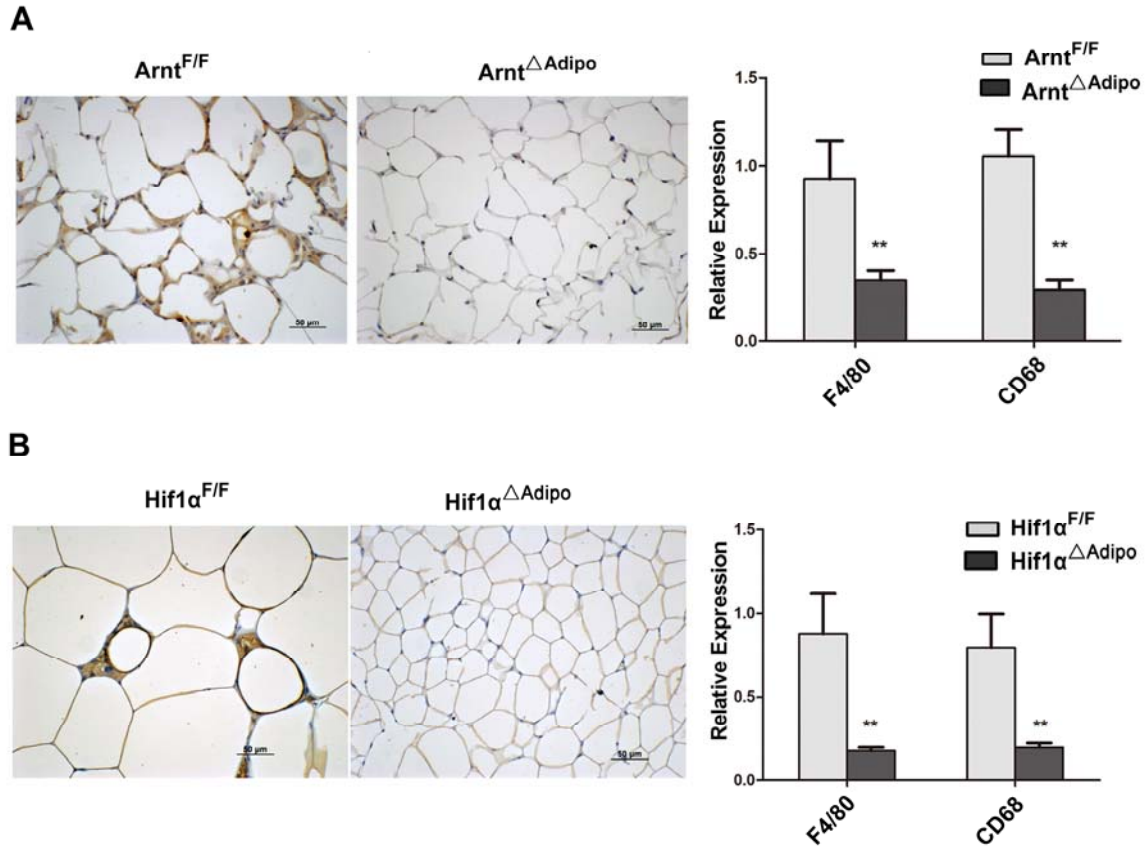 A
Arnt^F/F
Arnt^△Adipo
50 µm
50 µm
Arnt^F/F
Arnt^△Adipo
Relative Expression
1.5
1.0
0.5
0.0
**
**
F4/80
CD68
B
Hif1α^F/F
Hif1α^△Adipo
50 µm
50 µm
Hif1α^F/F
Hif1α^△Adipo
Relative Expression
1.5
1.0
0.5
0.0
**
**
F4/80
CD68